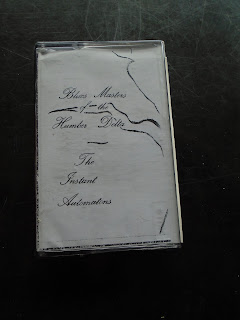 Blues Masters
of the
Humber Delta
The
Instant
Automatons